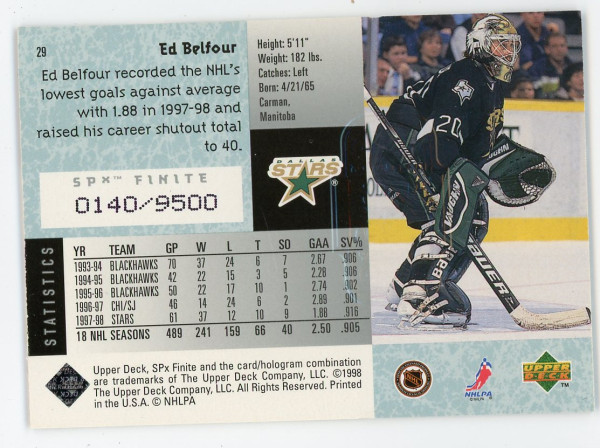 29
Ed Belfour
Ed Belfour recorded the NHL's
lowest goals against average
with 1.88 in 1997-98 and
raised his career shutout total
to 40.
SPx™ FINITE
0140/9500
Height: 5'11"
Weight: 182 lbs.
Catches: Left
Born: 4/21/65
Carman,
Manitoba
DALLAS
STARS®
20
VAUGHN
STATISTICS
YR TEAM GP W L T SO GAA SV%
1993-94 BLACKHAWKS 70 37 24 6 7 2.67 .906
1994-95 BLACKHAWKS 42 22 15 3 5 2.28 .906
1995-96 BLACKHAWKS 50 22 17 10 1 2.74 .902
1996-97 CHI/SJ 46 14 24 6 2 2.89 .901
1997-98 STARS 61 37 12 10 9 1.88 .916
18 NHL SEASONS 489 241 159 66 40 2.50 .905
Upper Deck, SPx Finite and the card/hologram combination
are trademarks of The Upper Deck Company, LLC. ©1998
The Upper Deck Company, LLC. All Rights Reserved. Printed
in the U.S.A. © NHLPA
NHLPA
UPPER
DECK
™